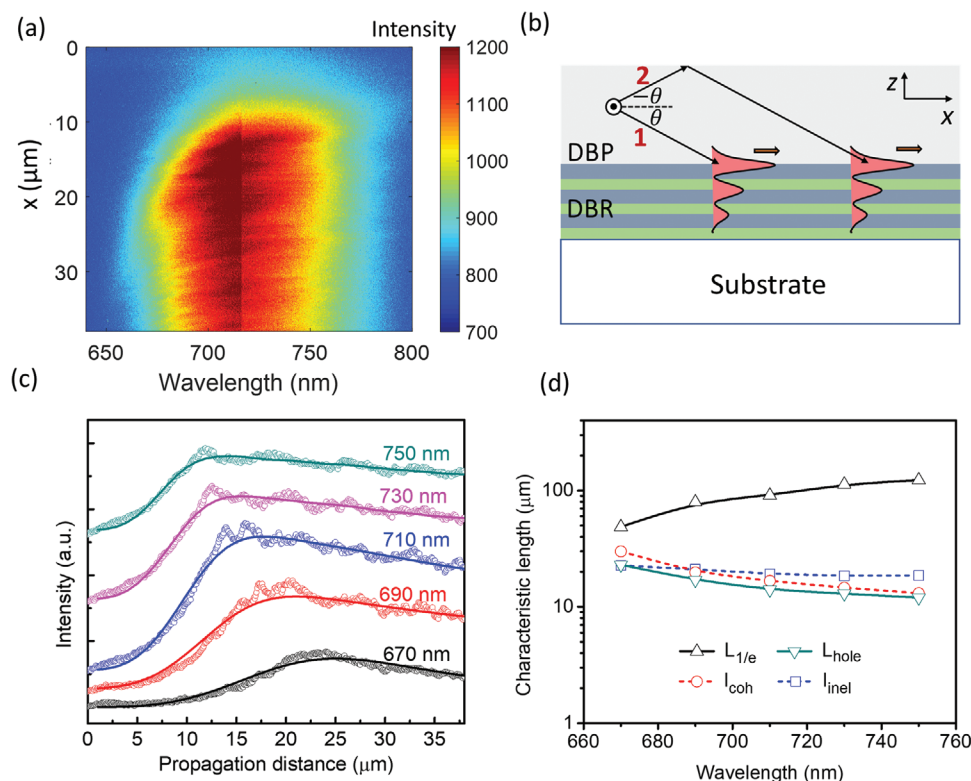 (a)
Intensity
x (μm)
0
10
20
30
650
700
750
800
Wavelength (nm)
1200
1100
1000
900
800
700
(b)
2
−θ
θ
1
z
x
DBP
DBR
Substrate
(c)
Intensity (a.u.)
750 nm
730 nm
710 nm
690 nm
670 nm
0
5
10
15
20
25
30
35
Propagation distance (μm)
(d)
Characteristic length (μm)
100
10
1
L1/e
Lhole
lcoh
linel
660
680
700
720
740
760
Wavelength (nm)